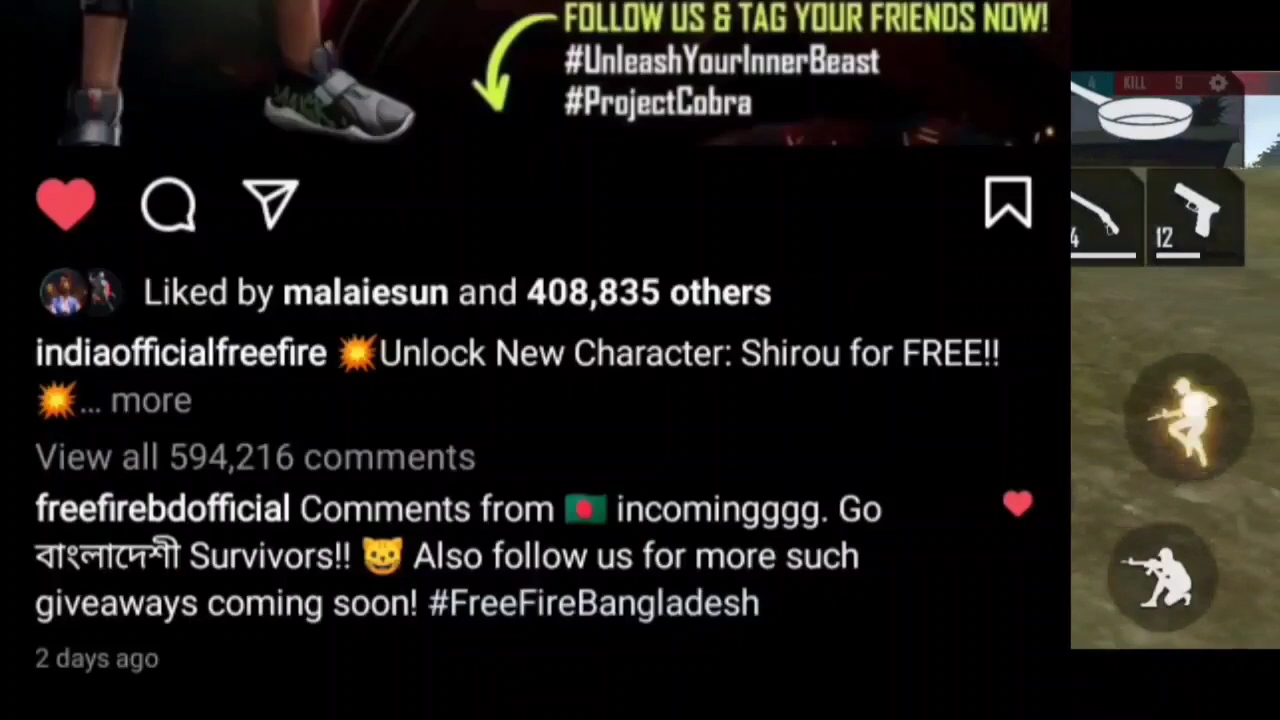 FOLLOW US & TAG YOUR FRIENDS NOW!
#UnleashYourInnerBeast
#ProjectCobra
4 KILL 9
4
12
Liked by malaiesun and 408,835 others
indiaofficialfreefire 💥Unlock New Character: Shirou for FREE!!
💥... more
View all 594,216 comments
freefirebdofficial Comments from 🇧🇩 incomingggg. Go
বাংলাদেশী Survivors!! 😺 Also follow us for more such
giveaways coming soon! #FreeFireBangladesh
2 days ago